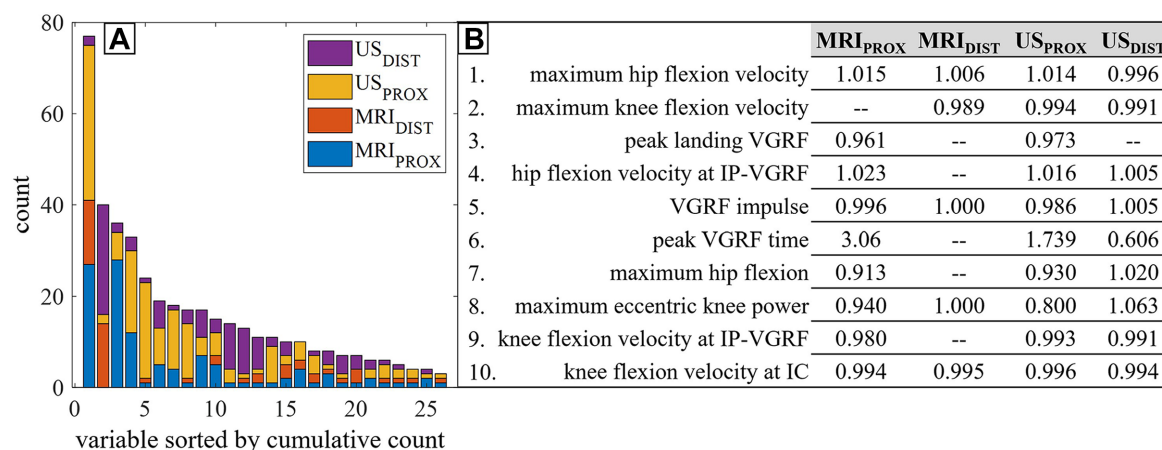 A
80
60
40
20
0
count
0 5 10 15 20 25
variable sorted by cumulative count
US_DIST
US_PROX
MRI_DIST
MRI_PROX
B
MRI_PROX MRI_DIST US_PROX US_DIST
1. maximum hip flexion velocity 1.015 1.006 1.014 0.996
2. maximum knee flexion velocity -- 0.989 0.994 0.991
3. peak landing VGRF 0.961 -- 0.973 --
4. hip flexion velocity at IP-VGRF 1.023 -- 1.016 1.005
5. VGRF impulse 0.996 1.000 0.986 1.005
6. peak VGRF time 3.06 -- 1.739 0.606
7. maximum hip flexion 0.913 -- 0.930 1.020
8. maximum eccentric knee power 0.940 1.000 0.800 1.063
9. knee flexion velocity at IP-VGRF 0.980 -- 0.993 0.991
10. knee flexion velocity at IC 0.994 0.995 0.996 0.994